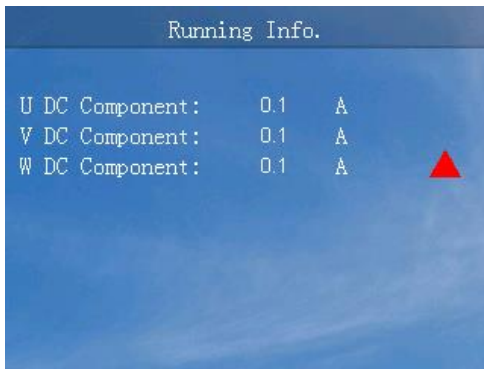 Running Info.
U DC Component: 0.1 A
V DC Component: 0.1 A
W DC Component: 0.1 A